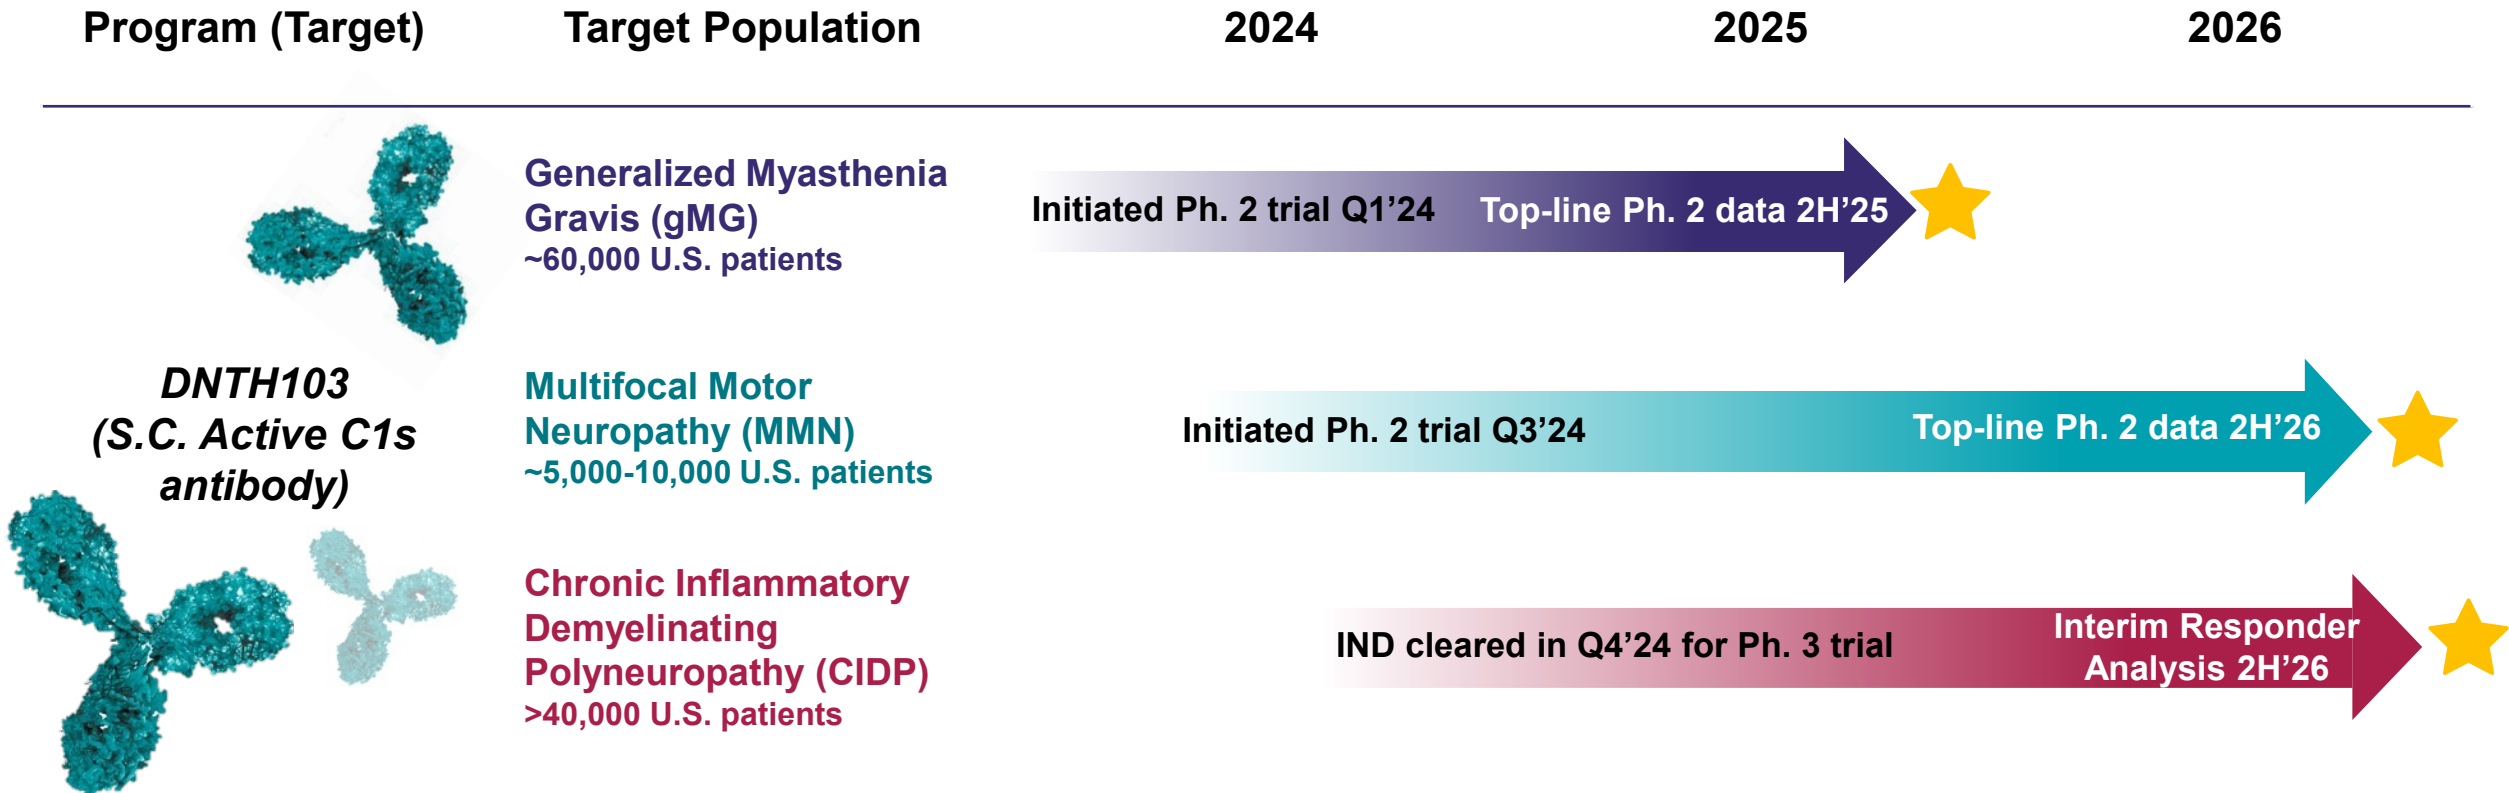 Program (Target)
Target Population
2024
2025
2026
DNTH103
(S.C. Active C1s
antibody)
Generalized Myasthenia
Gravis (gMG)
~60,000 U.S. patients
Initiated Ph. 2 trial Q1’24
Top-line Ph. 2 data 2H’25
Multifocal Motor
Neuropathy (MMN)
~5,000-10,000 U.S. patients
Initiated Ph. 2 trial Q3’24
Top-line Ph. 2 data 2H’26
Chronic Inflammatory
Demyelinating
Polyneuropathy (CIDP)
>40,000 U.S. patients
IND cleared in Q4’24 for Ph. 3 trial
Interim Responder
Analysis 2H’26